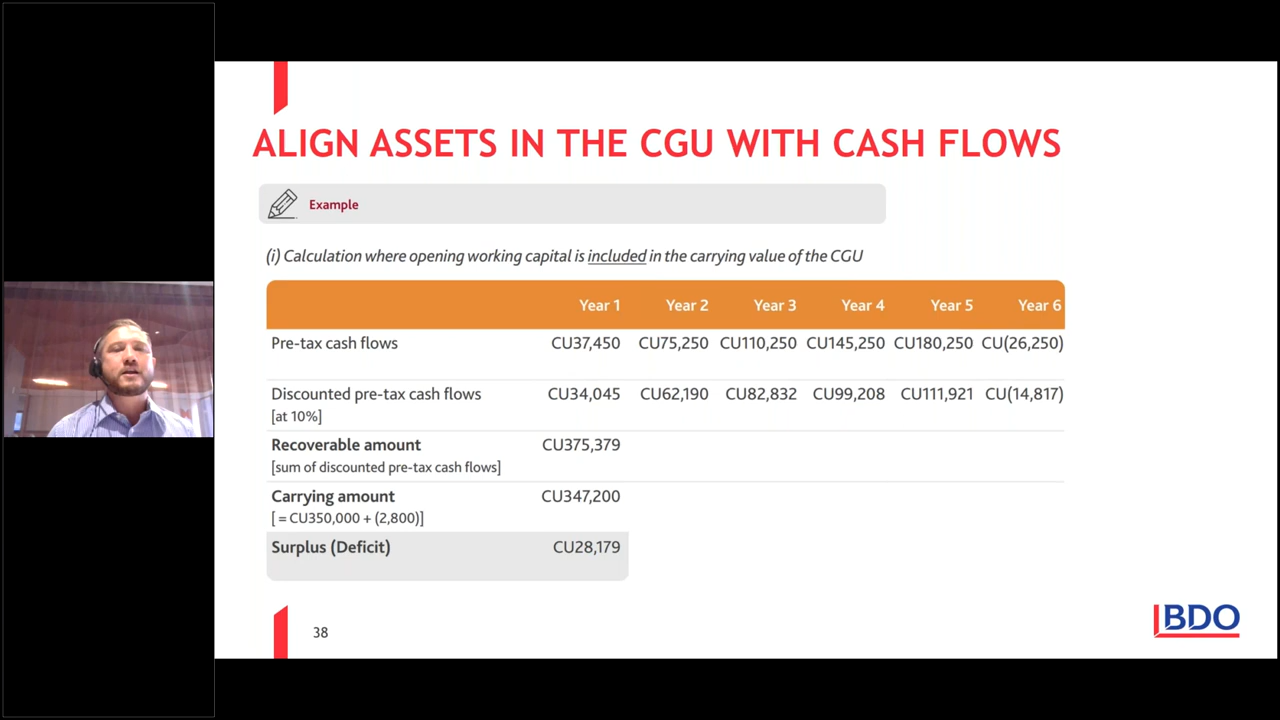 ALIGN ASSETS IN THE CGU WITH CASH FLOWS
Example
(i) Calculation where opening working capital is included in the carrying value of the CGU
Year 1 Year 2 Year 3 Year 4 Year 5 Year 6
Pre-tax cash flows CU37,450 CU75,250 CU110,250 CU145,250 CU180,250 CU(26,250)
Discounted pre-tax cash flows CU34,045 CU62,190 CU82,832 CU99,208 CU111,921 CU(14,817)
[at 10%]
Recoverable amount CU375,379
[sum of discounted pre-tax cash flows]
Carrying amount CU347,200
[ = CU350,000 + (2,800)]
Surplus (Deficit) CU28,179
38
BDO